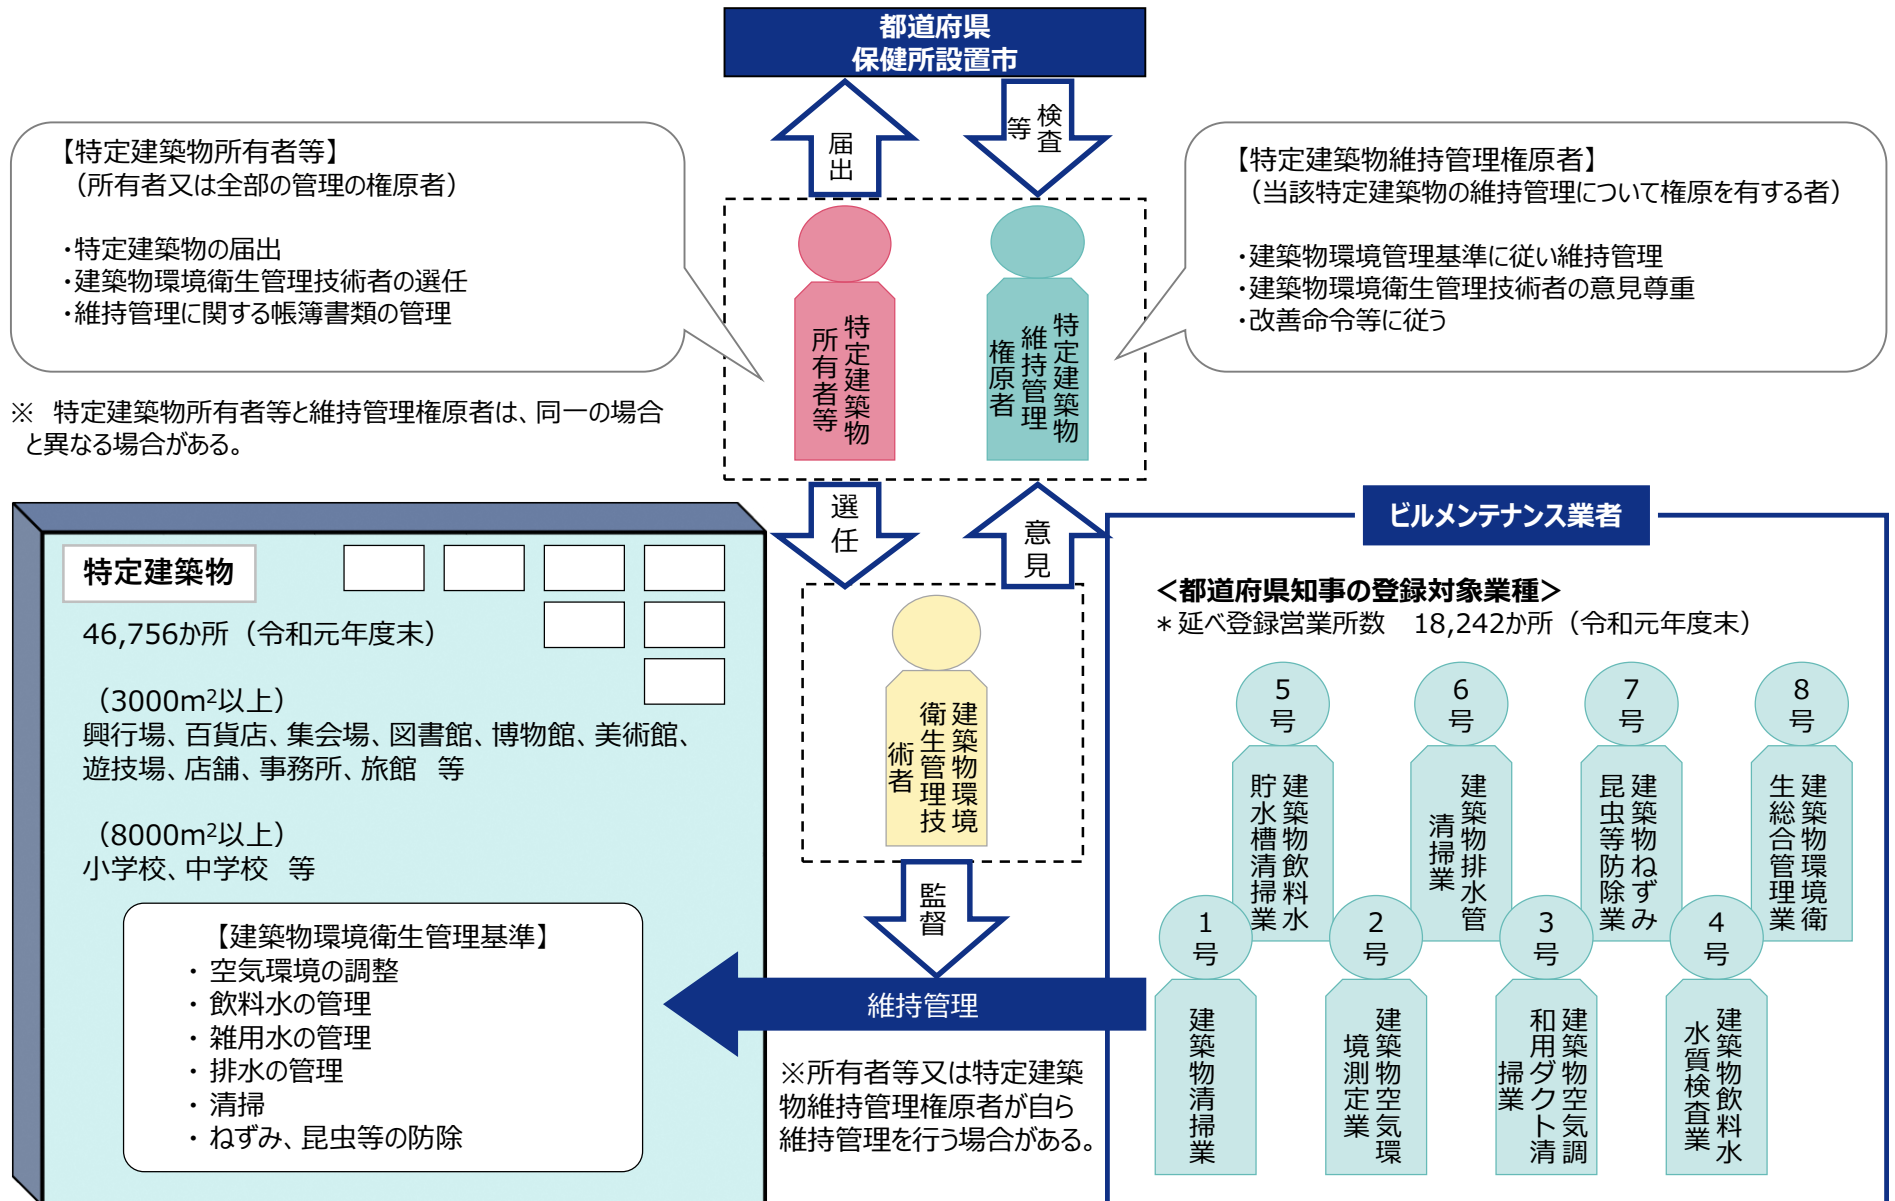 都道府県
保健所設置市
届出
検査
等
【特定建築物所有者等】
（所有者又は全部の管理の権原者）
・特定建築物の届出
・建築物環境衛生管理技術者の選任
・維持管理に関する帳簿書類の管理
【特定建築物維持管理権原者】
（当該特定建築物の維持管理について権原を有する者）
・建築物環境管理基準に従い維持管理
・建築物環境衛生管理技術者の意見尊重
・改善命令等に従う
特定建築物
所有者等
特定建築物
維持管理
権原者
※　特定建築物所有者等と維持管理権原者は、同一の場合
と異なる場合がある。
選任
意見
特定建築物
46,756か所（令和元年度末）
（3000m²以上）
興行場、百貨店、集会場、図書館、博物館、美術館、
遊技場、店舗、事務所、旅館　等
（8000m²以上）
小学校、中学校　等
【建築物環境衛生管理基準】
・ 空気環境の調整
・ 飲料水の管理
・ 雑用水の管理
・ 排水の管理
・ 清掃
・ ねずみ、昆虫等の防除
建築物環境
衛生管理技
術者
監督
維持管理
※所有者等又は特定建築
物維持管理権原者が自ら
維持管理を行う場合がある。
ビルメンテナンス業者
＜都道府県知事の登録対象業種＞
＊延べ登録営業所数　18,242か所（令和元年度末）
5
号
建築物飲料水
貯水槽清掃業
6
号
建築物排水管
清掃業
7
号
建築物ねずみ
昆虫等防除業
8
号
建築物環境衛
生総合管理業
1
号
建築物清掃業
2
号
建築物空気環
境測定業
3
号
建築物空気調
和用ダクト清
掃業
4
号
建築物飲料水
水質検査業